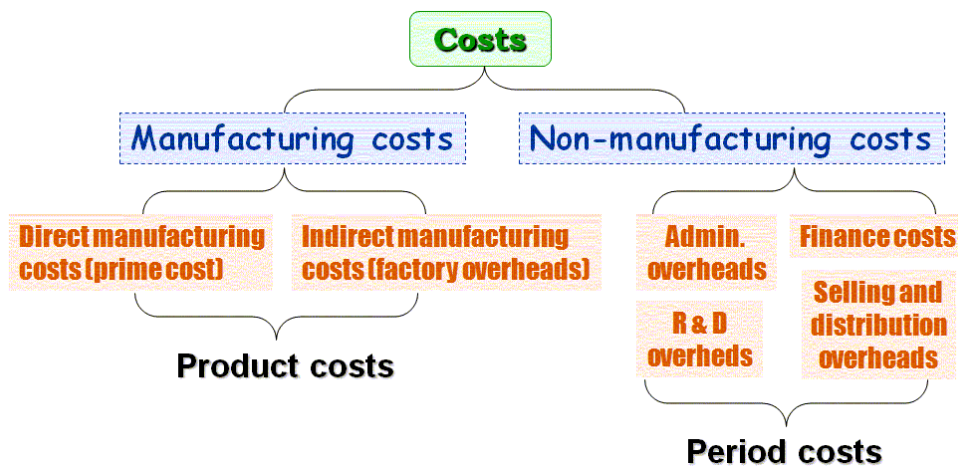 Costs
Manufacturing costs
Non-manufacturing costs
Direct manufacturing
costs (prime cost)
Indirect manufacturing
costs (factory overheads)
Product costs
Admin.
overheads
Finance costs
R & D
overheds
Selling and
distribution
overheads
Period costs